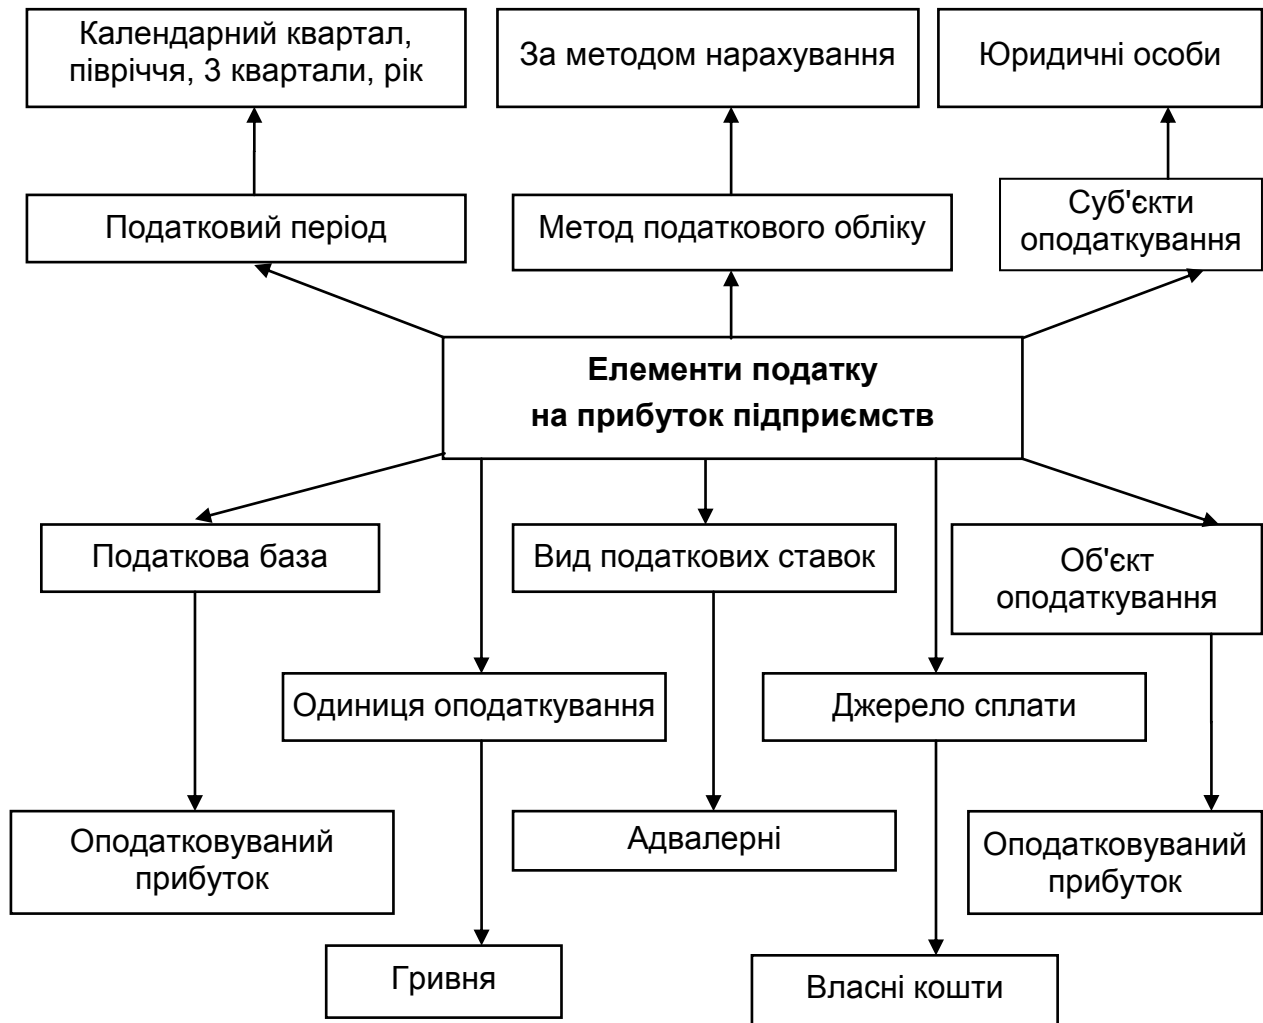 Календарний квартал,
півріччя, 3 квартали, рік
За методом нарахування
Юридичні особи
Податковий період
Метод податкового обліку
Суб'єкти
оподаткування
Елементи податку
на прибуток підприємств
Податкова база
Вид податкових ставок
Об'єкт
оподаткування
Одиниця оподаткування
Джерело сплати
Оподатковуваний
прибуток
Адвалерні
Оподатковуваний
прибуток
Гривня
Власні кошти